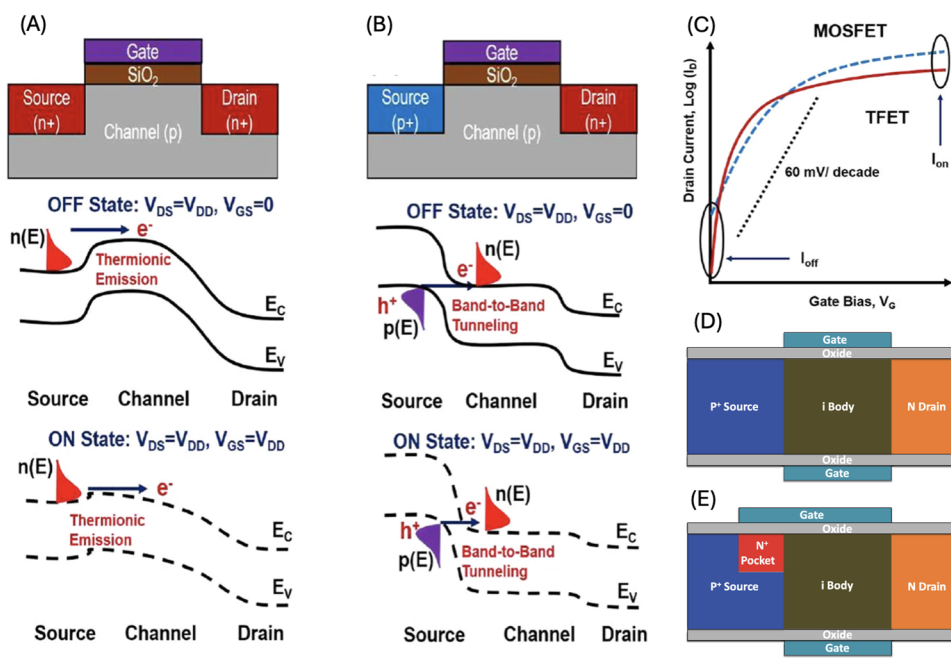 (A)
Gate
SiO2
Source
(n+)
Drain
(n+)
Channel (p)
OFF State: VDS=VDD, VGS=0
n(E)
e-
Thermionic
Emission
EC
EV
Source Channel Drain
ON State: VDS=VDD, VGS=VDD
n(E)
e-
Thermionic
Emission
EC
EV
Source Channel Drain
(B)
Gate
SiO2
Source
(p+)
Drain
(n+)
Channel (p)
OFF State: VDS=VDD, VGS=0
n(E)
e-
h+
Band-to-Band
Tunneling
p(E)
EC
EV
Source Channel Drain
ON State: VDS=VDD, VGS=VDD
n(E)
e-
h+
Band-to-Band
Tunneling
p(E)
EC
EV
Source Channel Drain
(C)
Drain Current, Log (ID)
MOSFET
TFET
60 mV/ decade
Ion
Ioff
Gate Bias, VG
(D)
Gate
Oxide
P+ Source
i Body
N Drain
Oxide
Gate
(E)
Gate
Oxide
N+
Pocket
P+ Source
i Body
N Drain
Oxide
Gate